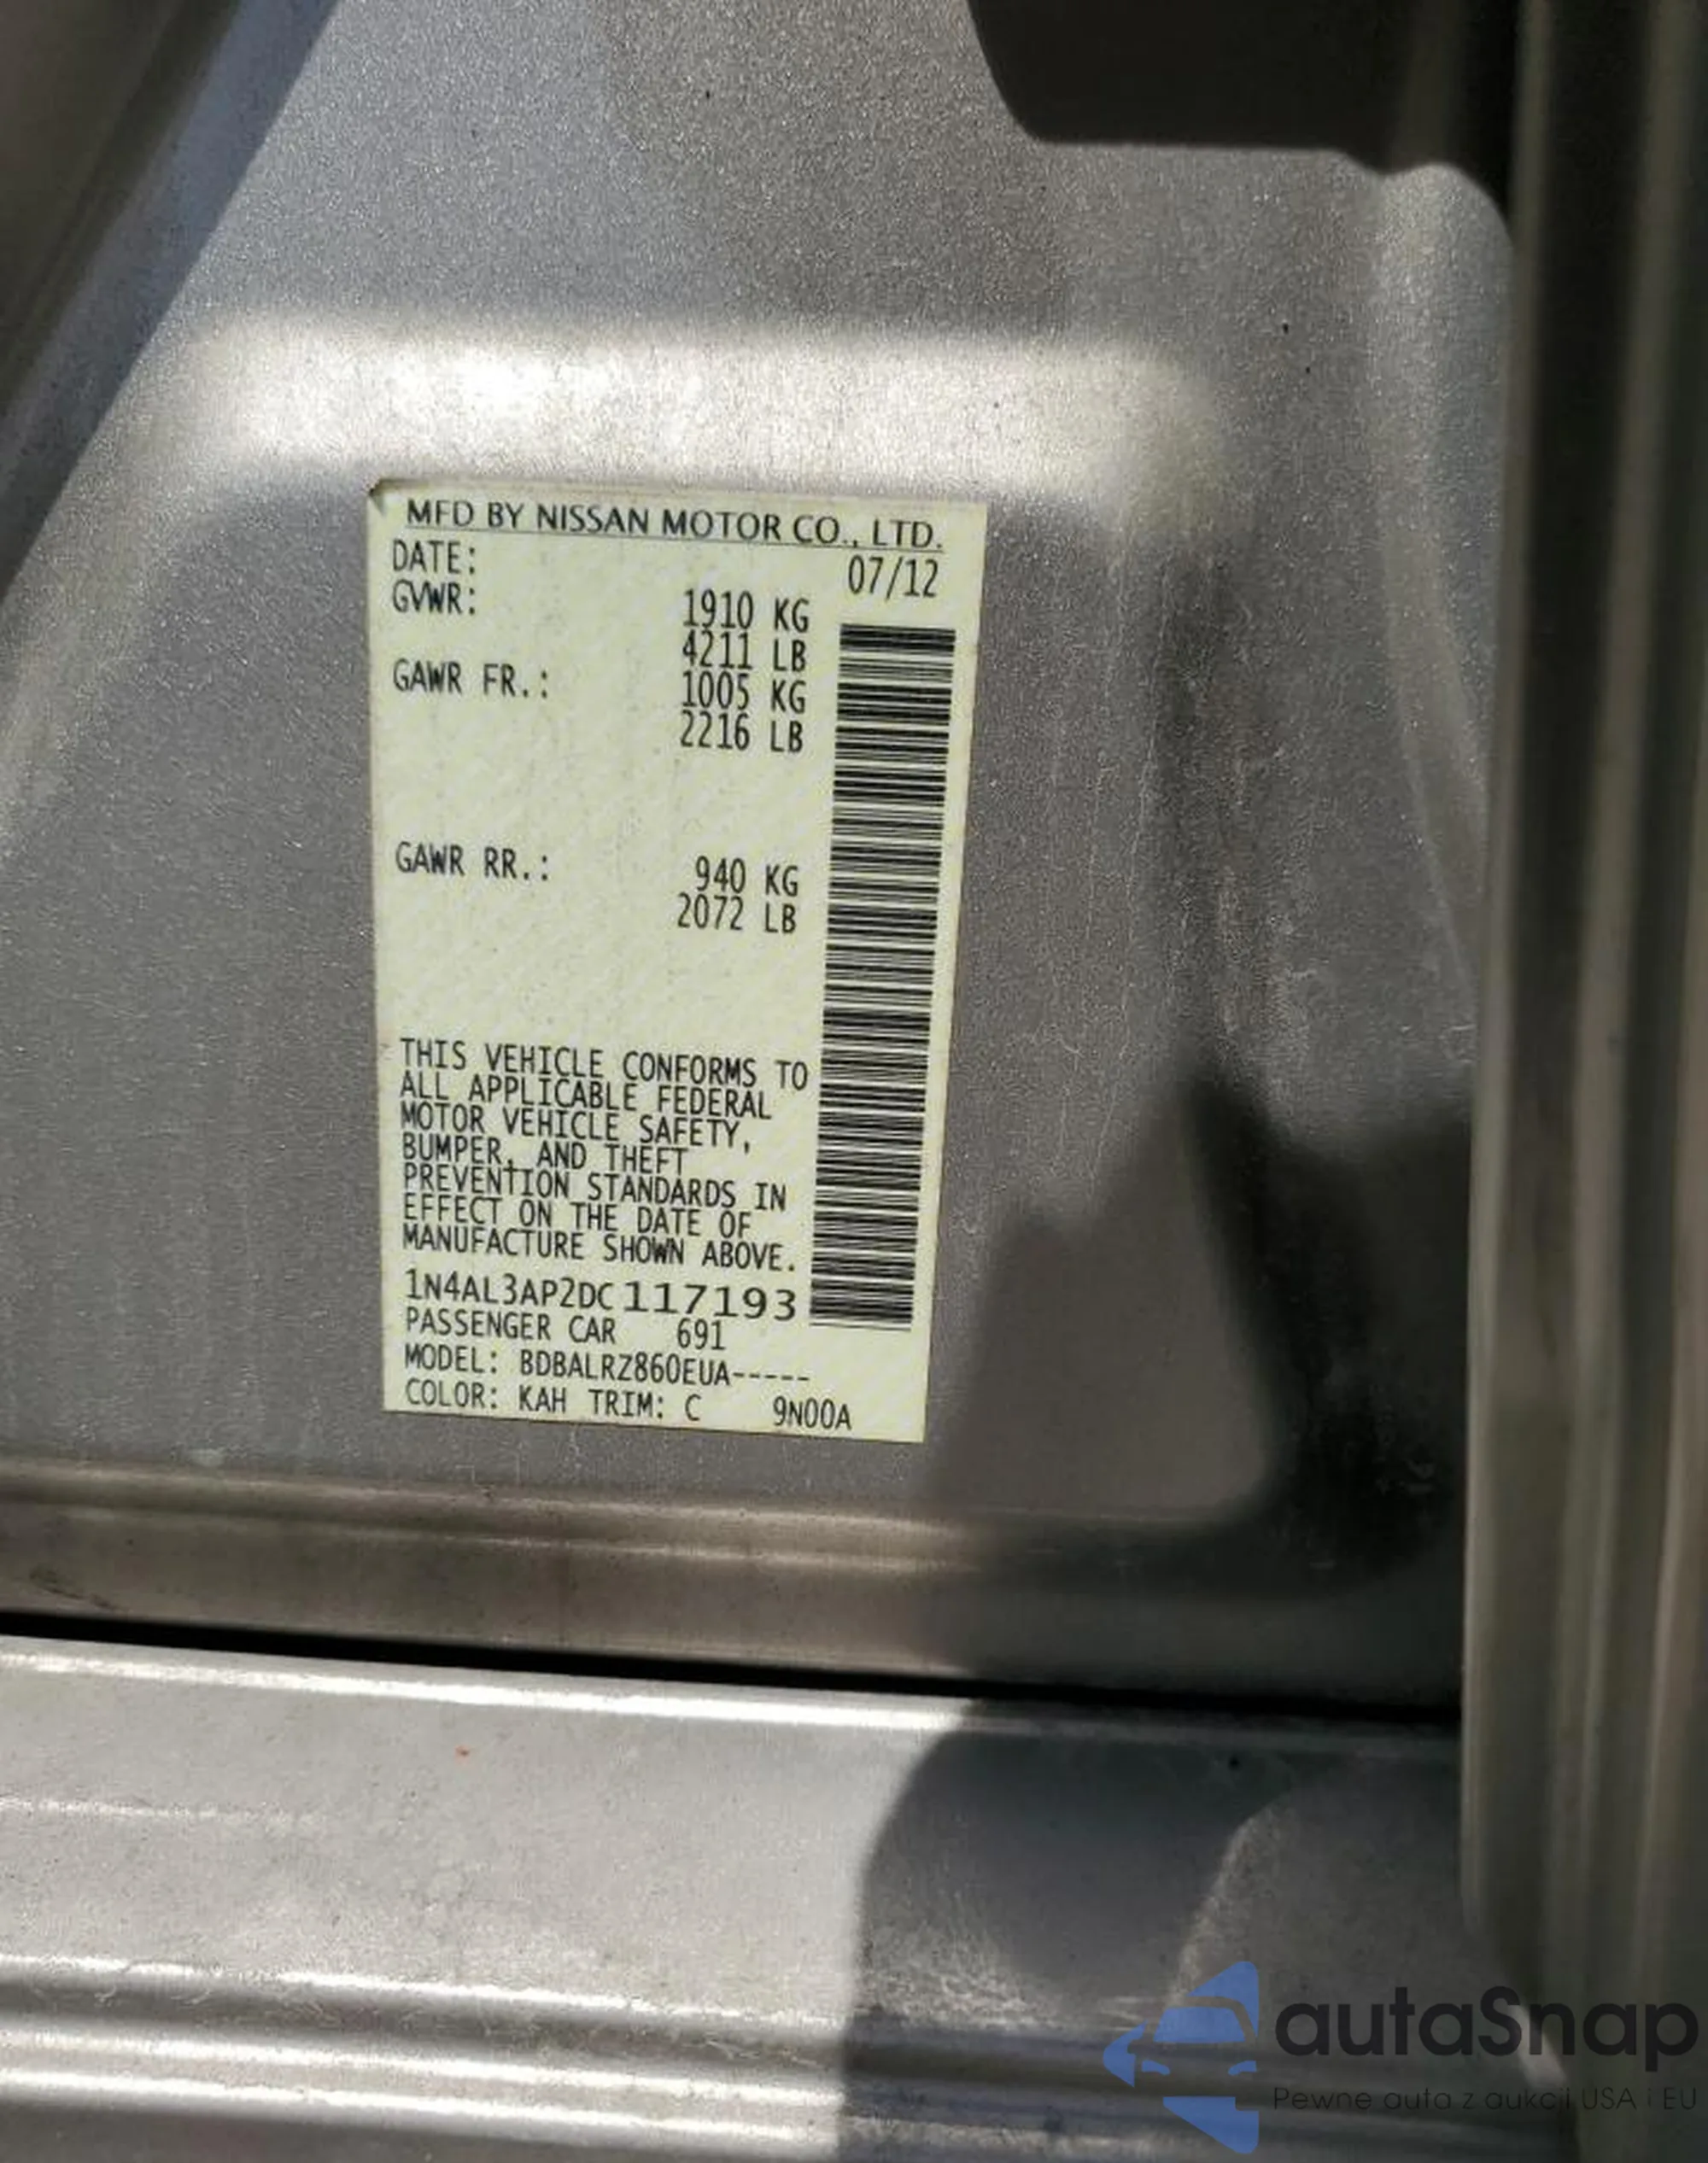 MFD BY NISSAN MOTOR CO., LTD.
DATE: 07/12
GVWR: 1910 KG
4211 LB
GAWR FR.: 1005 KG
2216 LB
GAWR RR.: 940 KG
2072 LB
THIS VEHICLE CONFORMS TO
ALL APPLICABLE FEDERAL
MOTOR VEHICLE SAFETY,
BUMPER, AND THEFT
PREVENTION STANDARDS IN
EFFECT ON THE DATE OF
MANUFACTURE SHOWN ABOVE.
1N4AL3AP2DC117193
PASSENGER CAR 691
MODEL: BDBALRZ860EUA-----
COLOR: KAH TRIM: C 9N00A
autaSnap
Pewne auta z aukcji USA i EU